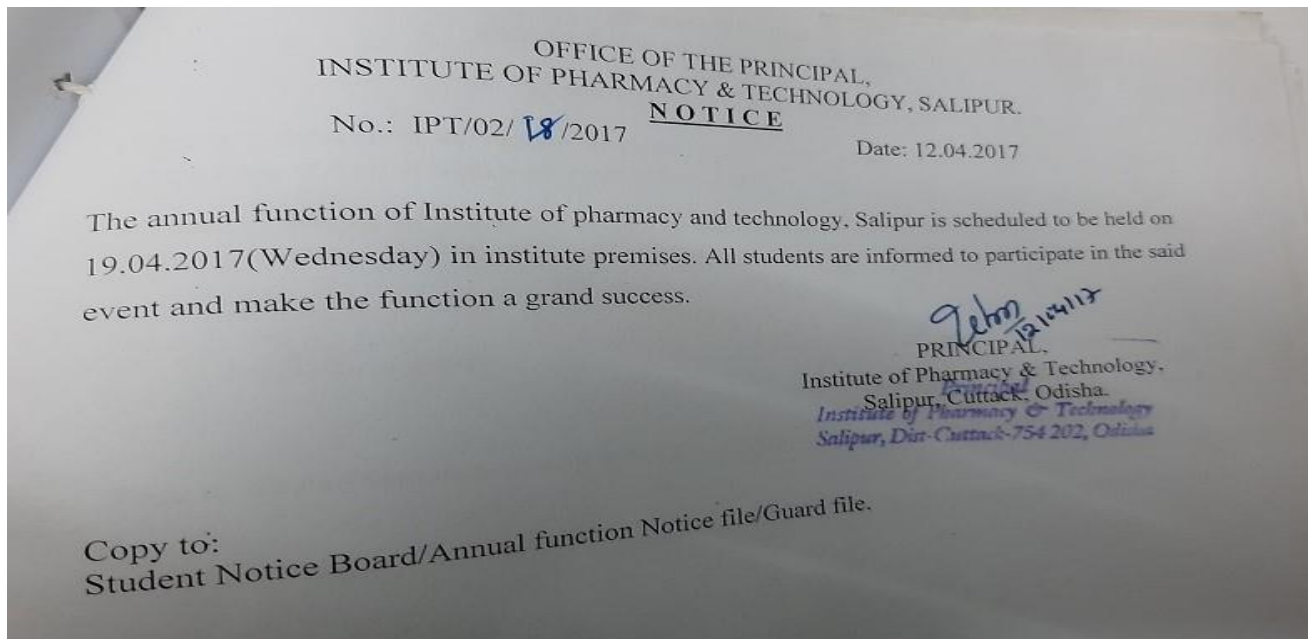 OFFICE OF THE PRINCIPAL,
INSTITUTE OF PHARMACY & TECHNOLOGY, SALIPUR.
NOTICE
No.: IPT/02/18/2017
Date: 12.04.2017
The annual function of Institute of pharmacy and technology, Salipur is scheduled to be held on
19.04.2017(Wednesday) in institute premises. All students are informed to participate in the said
event and make the function a grand success.
12/04/17
PRINCIPAL,
Institute of Pharmacy & Technology,
Salipur, Cuttack, Odisha.
Principal
Institute of Pharmacy & Technology
Salipur, Dist-Cuttack-754 202, Odisha
Copy to:
Student Notice Board/Annual function Notice file/Guard file.